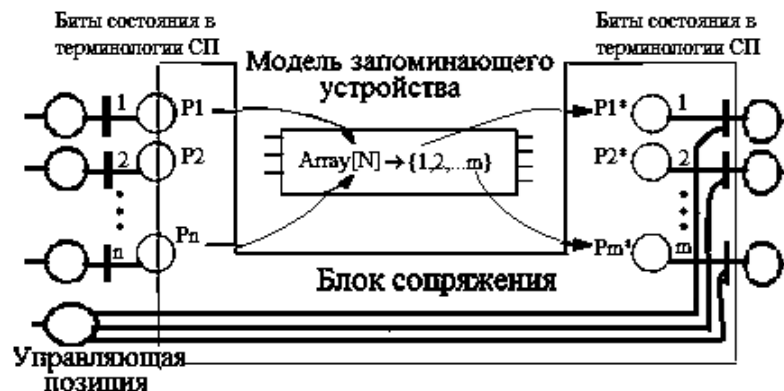 Биты состояния в
терминологии СП
Биты состояния в
терминологии СП
Модель запоминающего
устройства
1 P1
P1* 1
2 P2
P2* 2
Array[N]→{1,2,...m}
n Pn
Pm* m
Блок сопряжения
Управляющая
позиция